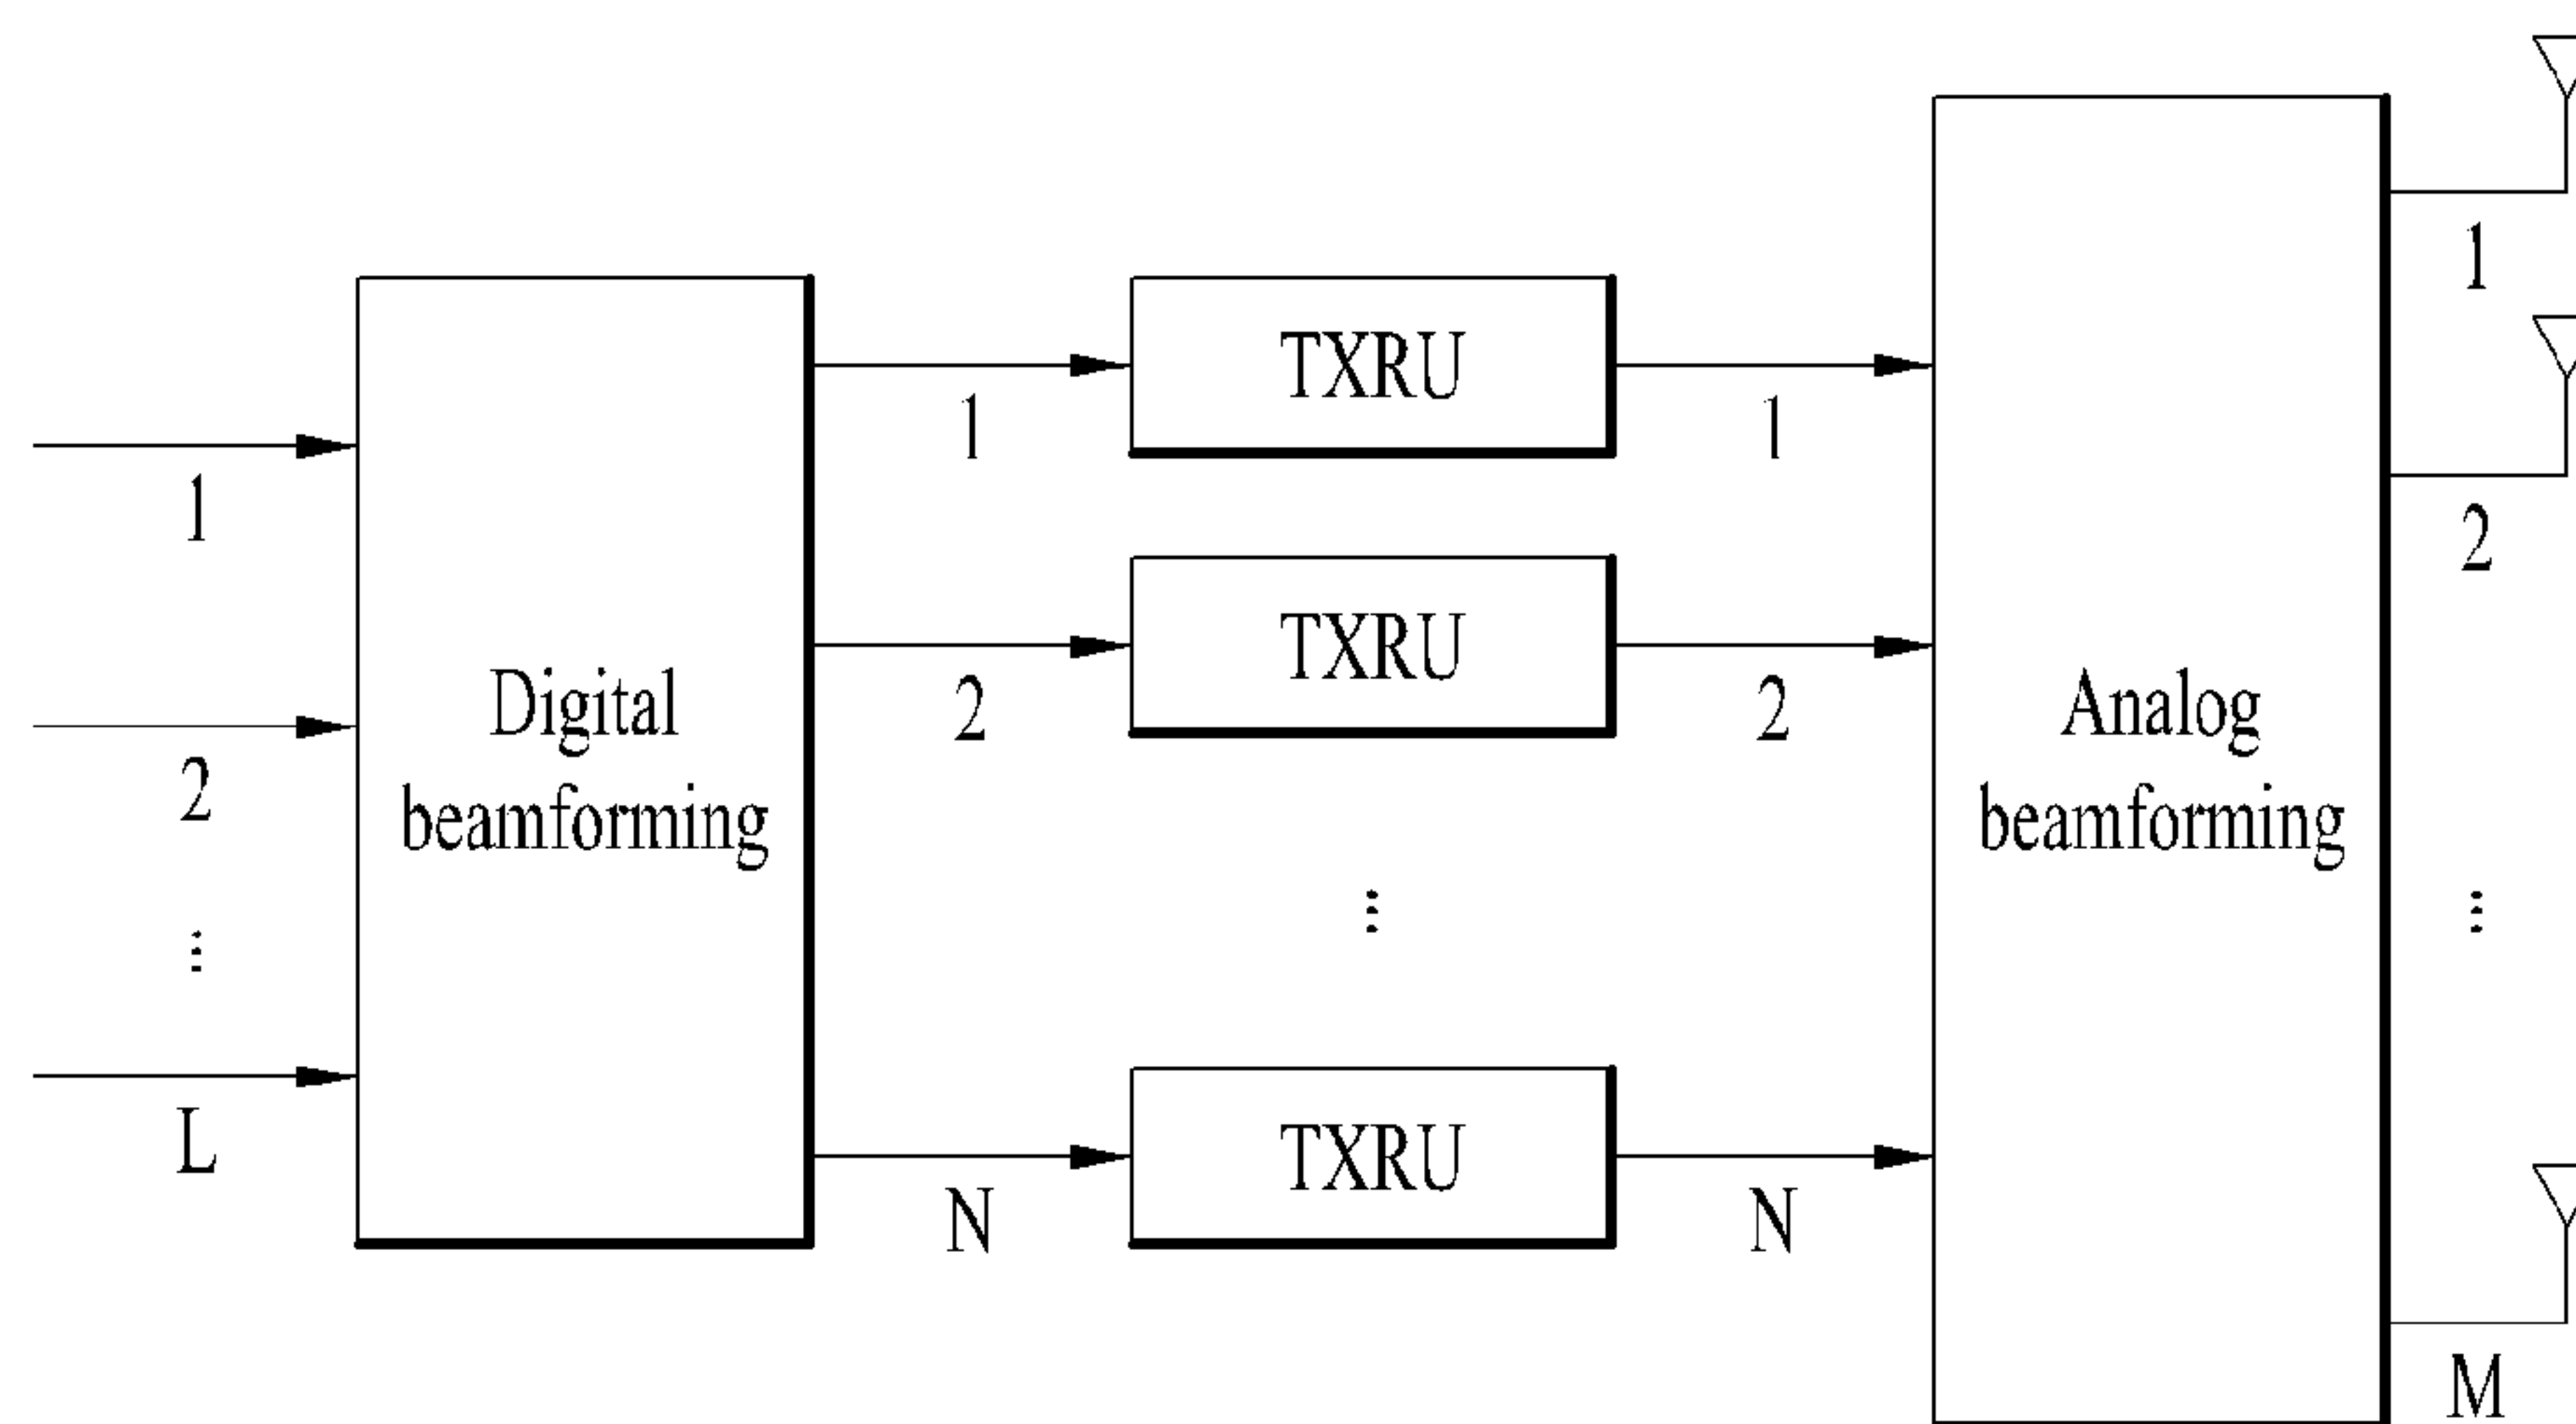 1
2
⋮
L
Digital
beamforming
1
2
N
TXRU
TXRU
⋮
TXRU
1
2
N
Analog
beamforming
1
2
⋮
M